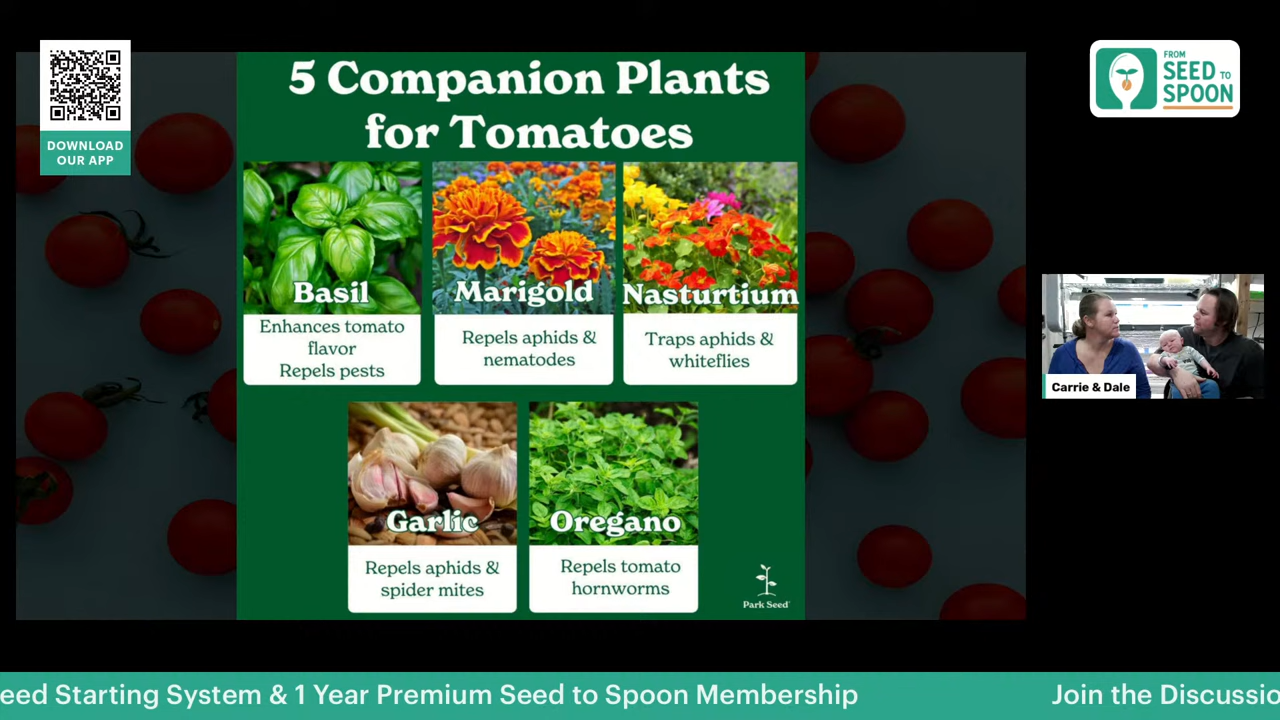 DOWNLOAD
OUR APP
5 Companion Plants
for Tomatoes
FROM
SEED TO
SPOON
Basil
Marigold
Nasturtium
Enhances tomato
flavor
Repels pests
Repels aphids &
nematodes
Traps aphids &
whiteflies
Carrie & Dale
Garlic
Oregano
Repels aphids &
spider mites
Repels tomato
hornworms
Park Seed
eed Starting System & 1 Year Premium Seed to Spoon Membership
Join the Discussio